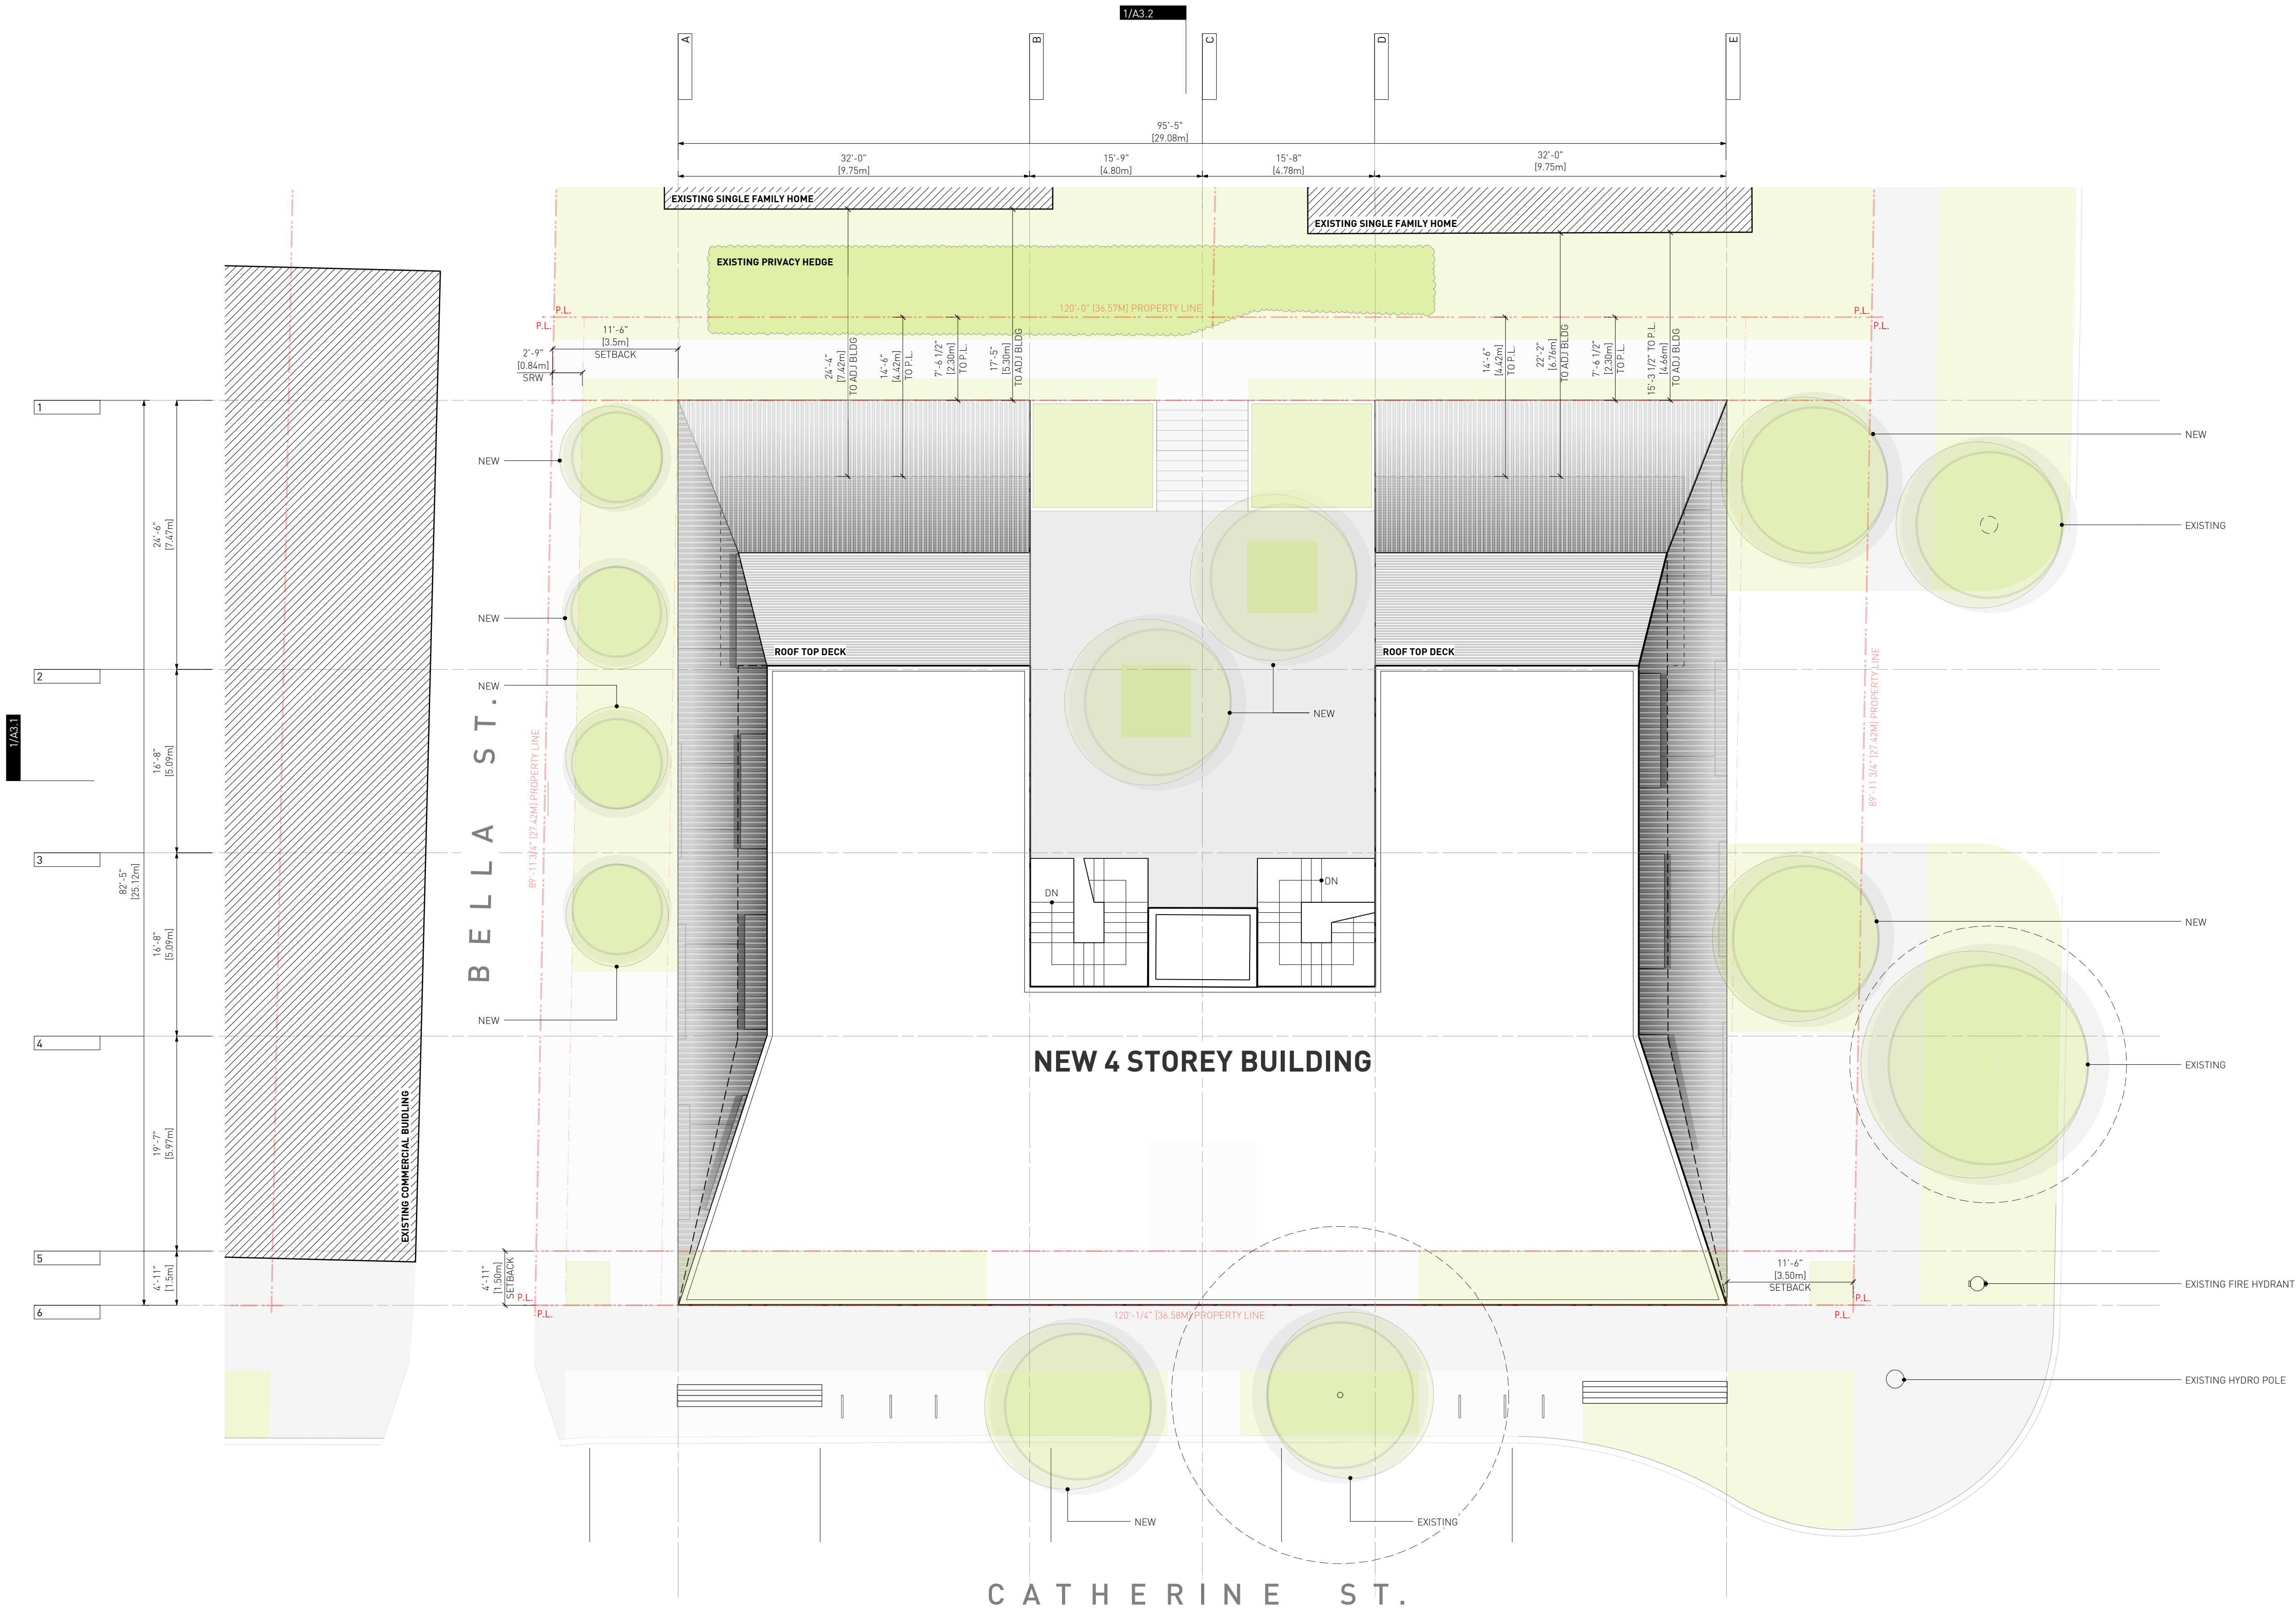 1/A3.2
A
B
C
D
E
95'-5"
[29.08m]
32'-0"
[9.75m]
15'-9"
[4.80m]
15'-8"
[4.78m]
32'-0"
[9.75m]
EXISTING SINGLE FAMILY HOME
EXISTING SINGLE FAMILY HOME
EXISTING PRIVACY HEDGE
120'-0" [36.57M] PROPERTY LINE
P.L.
P.L.
P.L.
P.L.
11'-6"
[3.5m]
SETBACK
2'-9"
[0.84m]
SRW
24'-4"
[7.42m]
TO ADJ BLDG
14'-6"
[4.42m]
TO P.L.
7'-6 1/2"
[2.30m]
TO P.L.
17'-5"
[5.30m]
TO ADJ BLDG
14'-6"
[4.42m]
TO P.L.
22'-2"
[6.76m]
TO ADJ BLDG
7'-6 1/2"
[2.30m]
TO P.L.
15'-3 1/2" TO P.L.
[4.66m]
TO ADJ BLDG
1
2
3
4
5
6
1/A3.1
24'-6"
[7.47m]
16'-8"
[5.09m]
82'-5"
[25.12m]
16'-8"
[5.09m]
19'-7"
[5.97m]
4'-11"
[1.5m]
EXISTING COMMERCIAL BUIDLING
BELLA ST.
89'-11 3/4" [27.42M] PROPERTY LINE
NEW
NEW
NEW
NEW
ROOF TOP DECK
ROOF TOP DECK
NEW
DN
DN
NEW 4 STOREY BUILDING
89'-11 3/4" [27.42M] PROPERTY LINE
NEW
EXISTING
NEW
EXISTING
EXISTING FIRE HYDRANT
EXISTING HYDRO POLE
4'-11"
[1.50m]
SETBACK
P.L.
P.L.
120'-1/4" [36.58M] PROPERTY LINE
11'-6"
[3.50m]
SETBACK
P.L.
P.L.
NEW
EXISTING
CATHERINE ST.